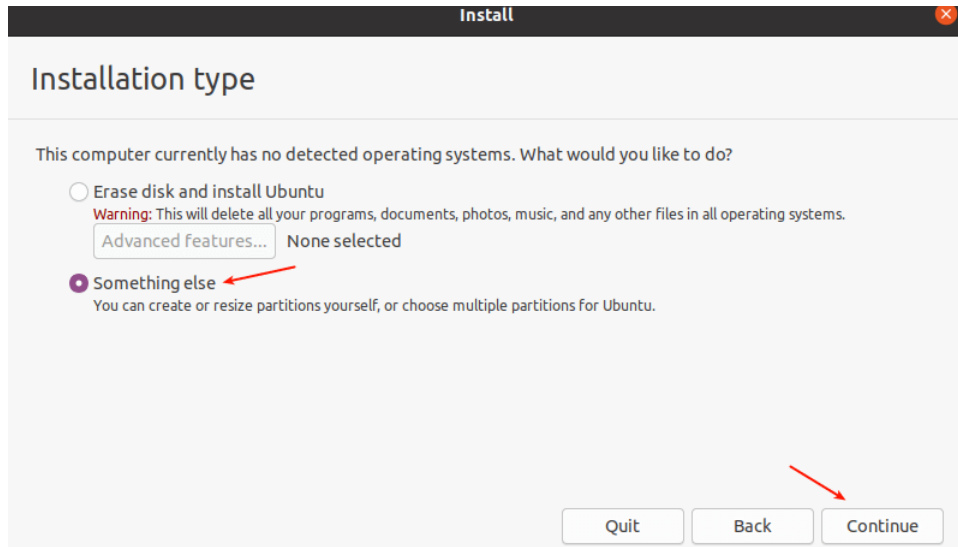 Install
Installation type
This computer currently has no detected operating systems. What would you like to do?
Erase disk and install Ubuntu
Warning: This will delete all your programs, documents, photos, music, and any other files in all operating systems.
Advanced features... None selected
Something else
You can create or resize partitions yourself, or choose multiple partitions for Ubuntu.
Quit Back Continue